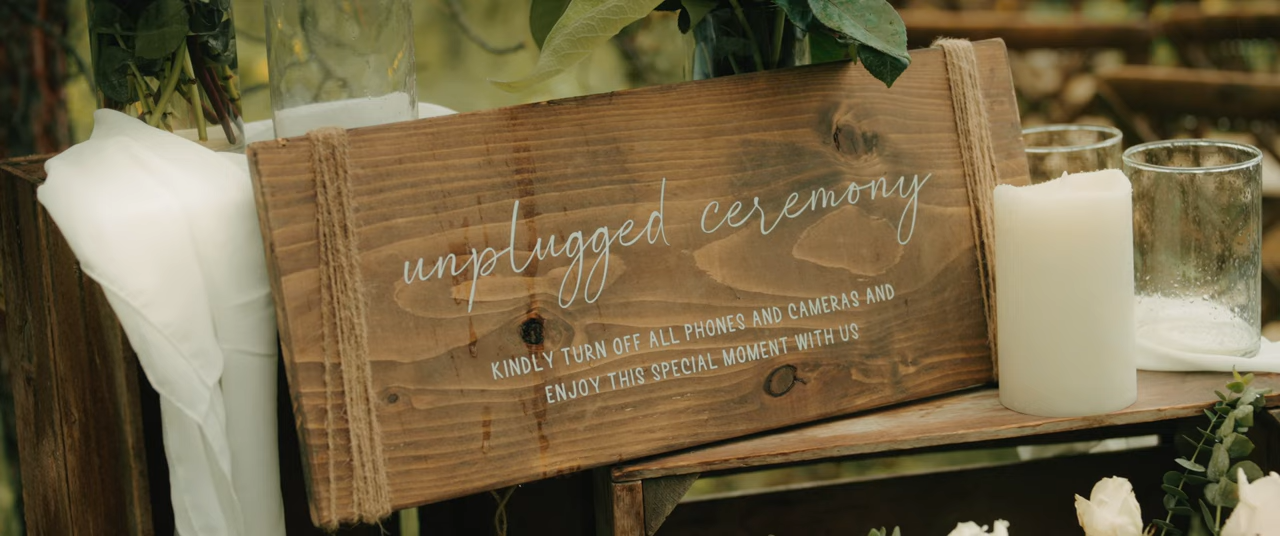 unplugged ceremony
KINDLY TURN OFF ALL PHONES AND CAMERAS AND
ENJOY THIS SPECIAL MOMENT WITH US